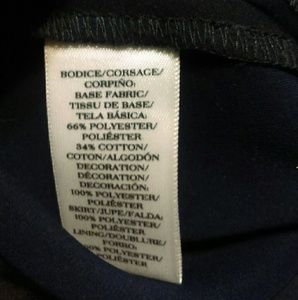 BODICE/CORSAGE/
CORPIÑO:
BASE FABRIC/
TISSU DE BASE/
TELA BÁSICA:
66% POLYESTER/
POLIÉSTER
34% COTTON/
COTON/ALGODÓN
DECORATION/
DÉCORATION/
DECORACIÓN:
100% POLYESTER/
POLIÉSTER
SKIRT/JUPE/FALDA:
100% POLYESTER/
POLIÉSTER
LINING/DOUBLURE/
FORRO:
POLYESTER/
POLIÉSTER